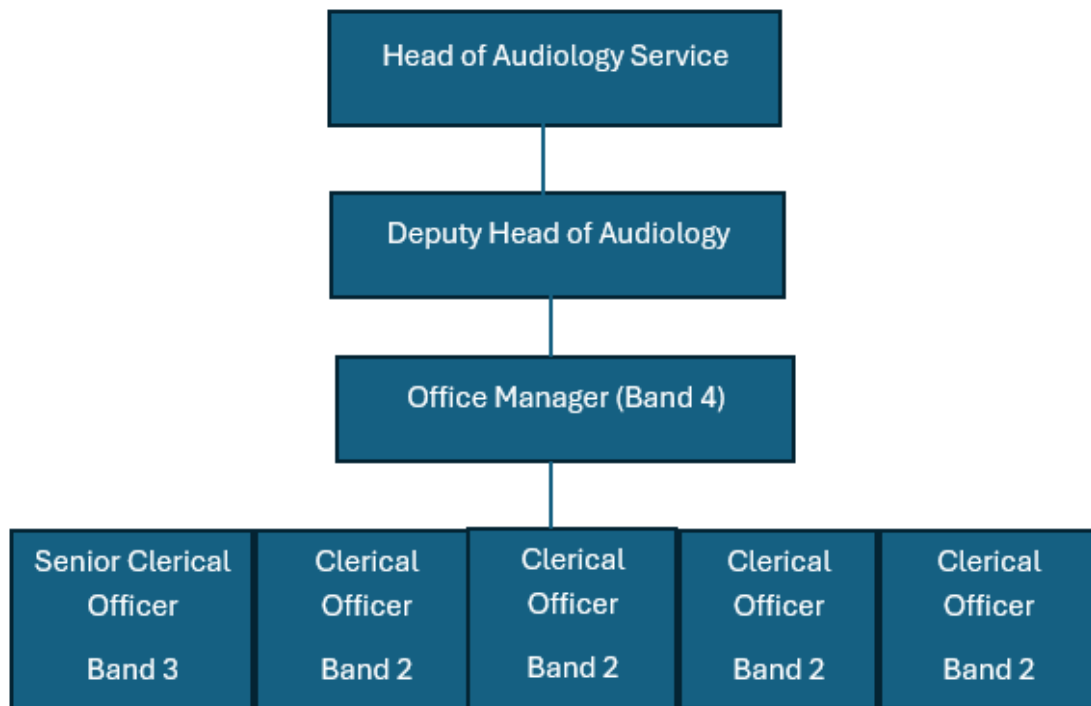 Head of Audiology Service
Deputy Head of Audiology
Office Manager (Band 4)
Senior Clerical
Officer
Band 3
Clerical
Officer
Band 2
Clerical
Officer
Band 2
Clerical
Officer
Band 2
Clerical
Officer
Band 2